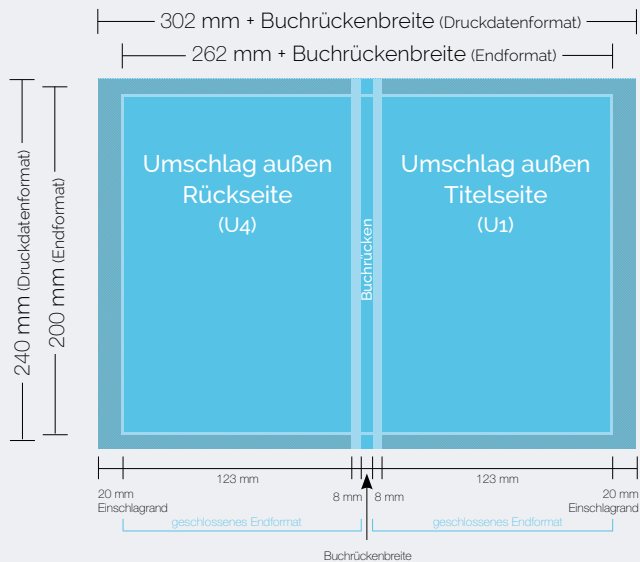 302 mm + Buchrückenbreite (Druckdatenformat)
262 mm + Buchrückenbreite (Endformat)
240 mm (Druckdatenformat)
200 mm (Endformat)
Umschlag außen
Rückseite
(U4)
Buchrücken
Umschlag außen
Titelseite
(U1)
20 mm
Einschlagrand
123 mm
8 mm
8 mm
123 mm
20 mm
Einschlagrand
geschlossenes Endformat
geschlossenes Endformat
Buchrückenbreite